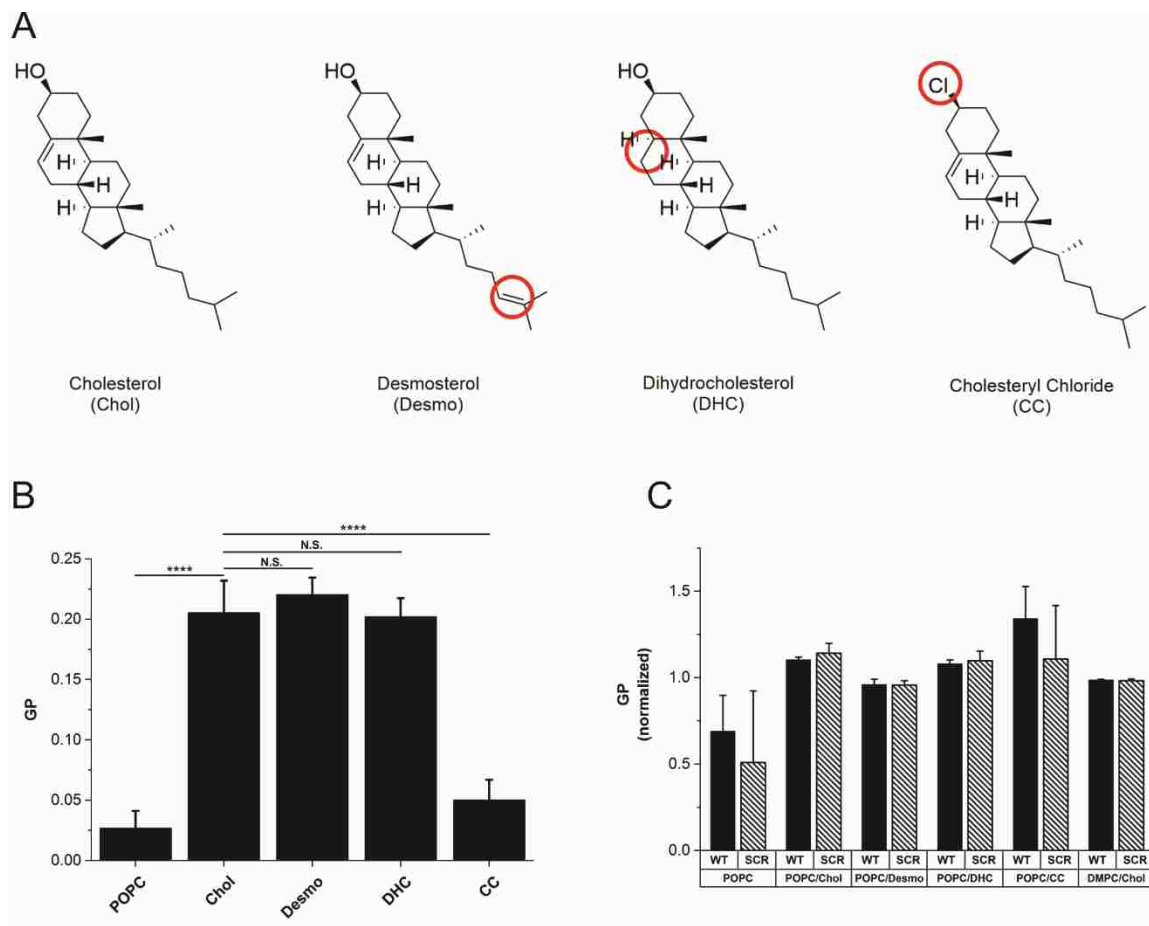 A
HO
HO
HO
Cl
H
H
H
H
H
H
H
H
H
H
H
H
H
Cholesterol
(Chol)
Desmosterol
(Desmo)
Dihydrocholesterol
(DHC)
Cholesteryl Chloride
(CC)
B
****
N.S.
N.S.
****
0.25
0.20
0.15
0.10
0.05
0.00
GP
POPC
Chol
Desmo
DHC
CC
C
1.5
1.0
0.5
0.0
GP
(normalized)
WT SCR WT SCR WT SCR WT SCR WT SCR WT SCR
POPC POPC/Chol POPC/Desmo POPC/DHC POPC/CC DMPC/Chol